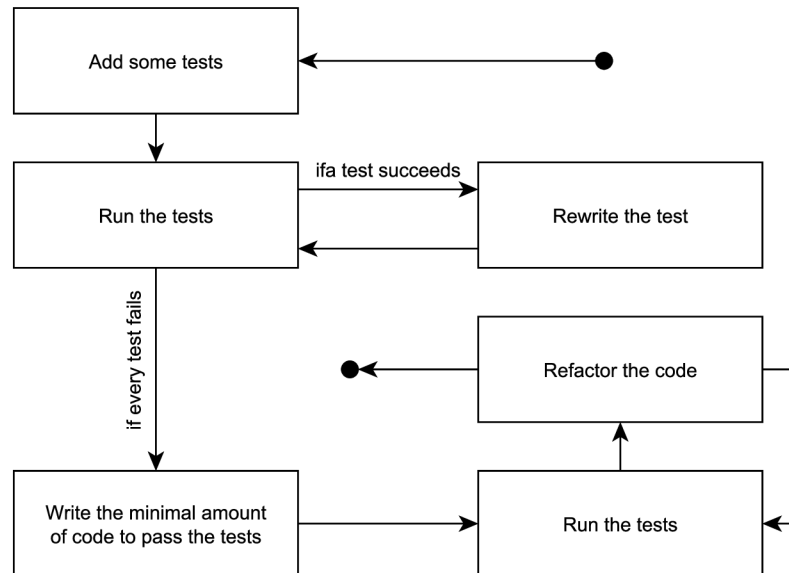 Add some tests
Run the tests
ifa test succeeds
Rewrite the test
if every test fails
Refactor the code
Write the minimal amount
of code to pass the tests
Run the tests